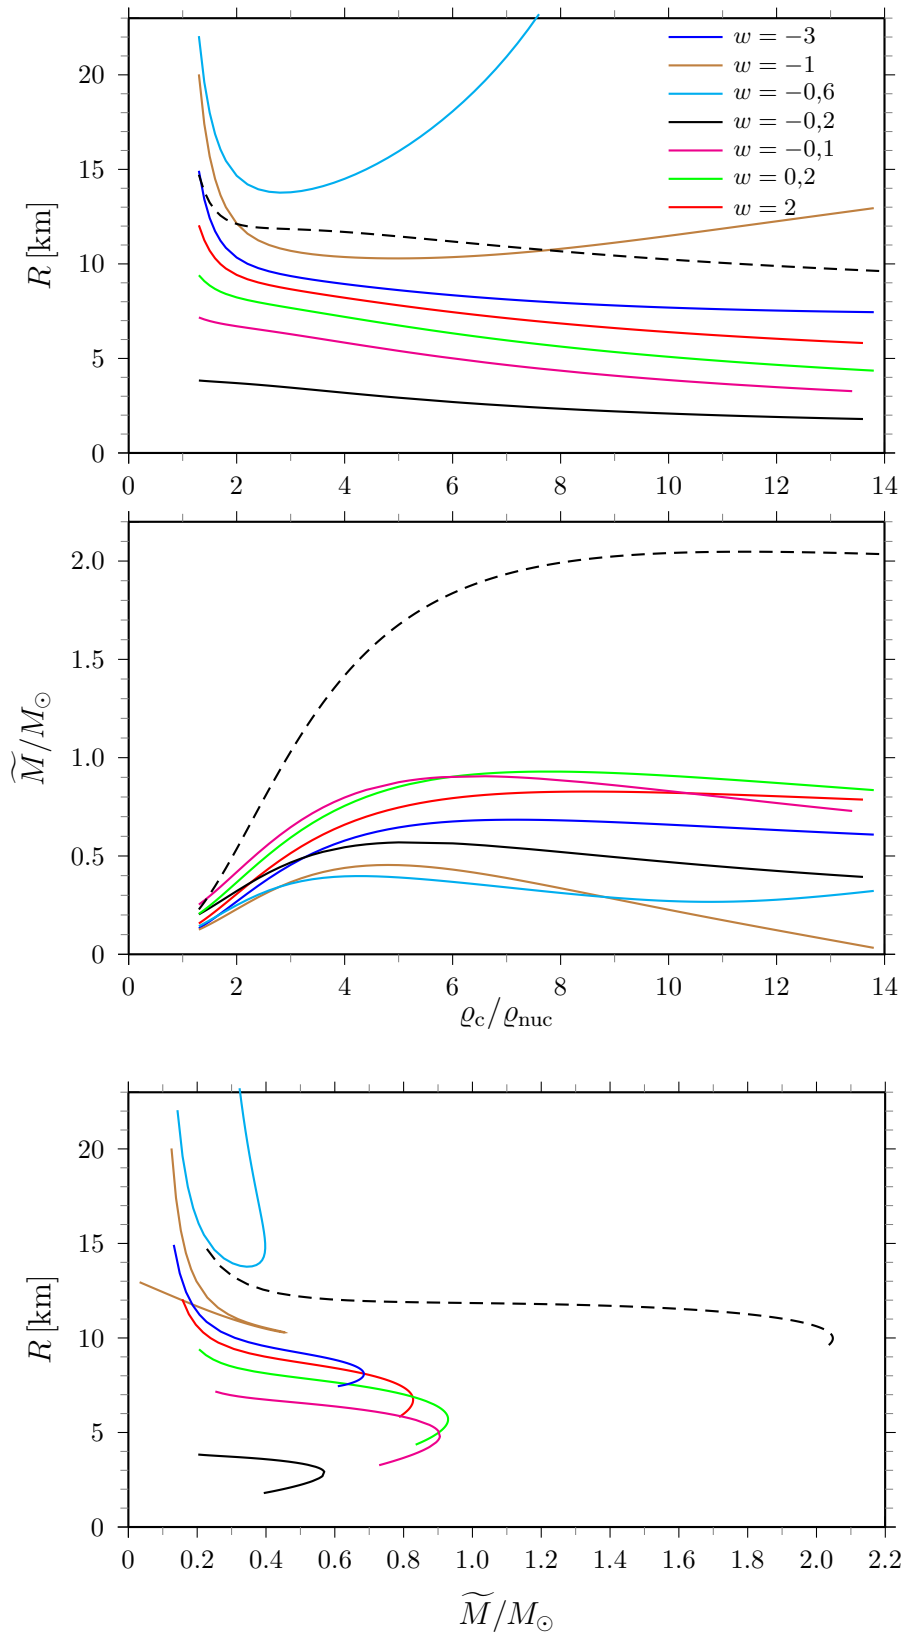 20
15
10
5
0
R [km]
w = −3
w = −1
w = −0,6
w = −0,2
w = −0,1
w = 0,2
w = 2
0 2 4 6 8 10 12 14
2.0
1.5
1.0
0.5
0
M̃/M⊙
0 2 4 6 8 10 12 14
ϱc/ϱnuc
20
15
10
5
0
R [km]
0 0.2 0.4 0.6 0.8 1.0 1.2 1.4 1.6 1.8 2.0 2.2
M̃/M⊙